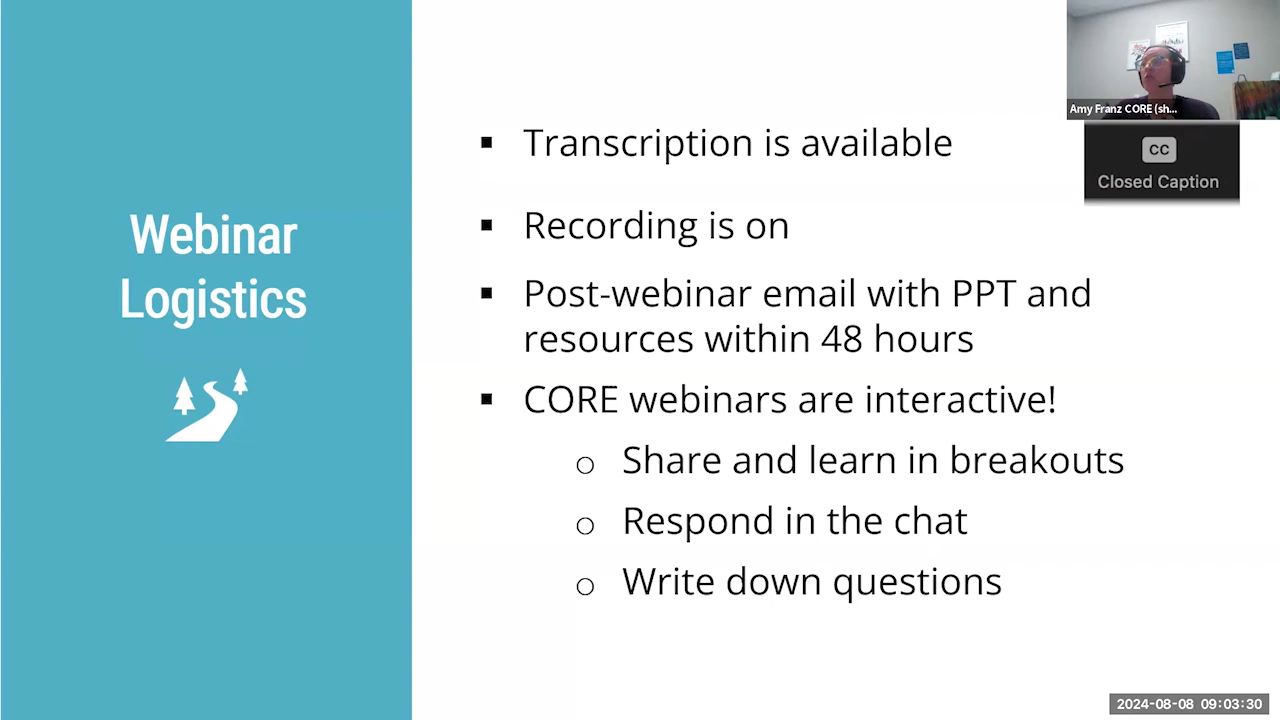 Webinar
Logistics
Transcription is available
Recording is on
Post-webinar email with PPT and
resources within 48 hours
CORE webinars are interactive!
Share and learn in breakouts
Respond in the chat
Write down questions
Amy Franz CORE (sh...
CC
Closed Caption
2024-08-08 09:03:30